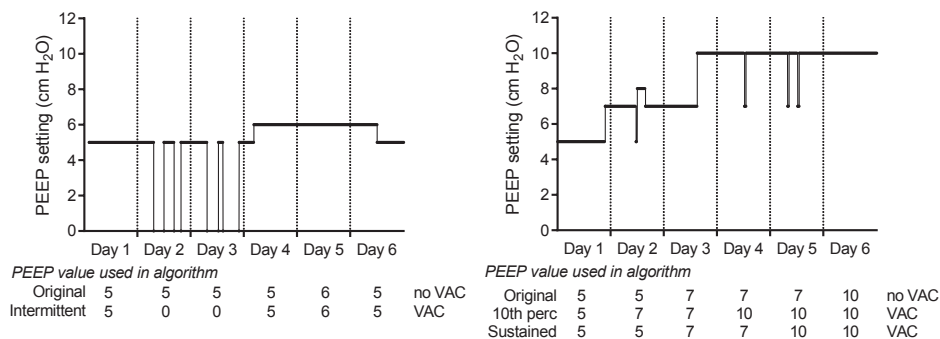 12
10
8
6
4
2
0
PEEP setting (cm H2O)
Day 1 Day 2 Day 3 Day 4 Day 5 Day 6
PEEP value used in algorithm
Original 5 5 5 5 6 5 no VAC
Intermittent 5 0 0 5 6 5 VAC
12
10
8
6
4
2
0
PEEP setting (cm H2O)
Day 1 Day 2 Day 3 Day 4 Day 5 Day 6
PEEP value used in algorithm
Original 5 5 7 7 7 10 no VAC
10th perc 5 7 7 10 10 10 VAC
Sustained 5 5 7 7 10 10 VAC